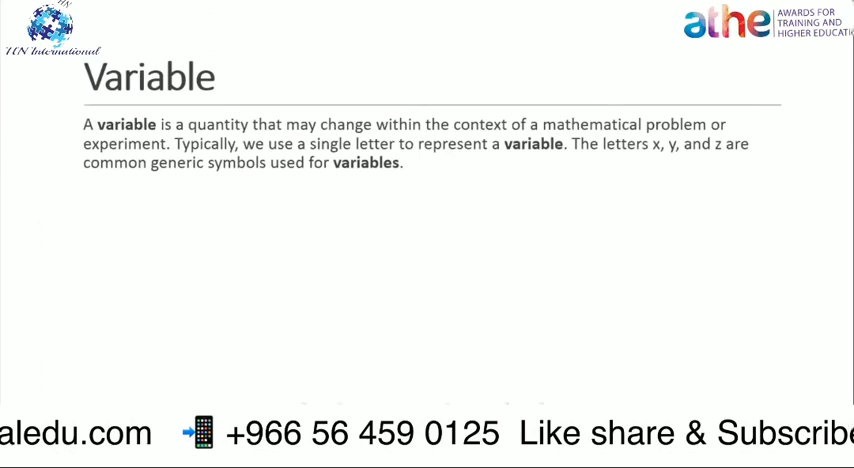 HN
HN International
athe
AWARDS FOR
TRAINING AND
HIGHER EDUCATI
Variable
A variable is a quantity that may change within the context of a mathematical problem or
experiment. Typically, we use a single letter to represent a variable. The letters x, y, and z are
common generic symbols used for variables.
aledu.com +966 56 459 0125 Like share & Subscribe